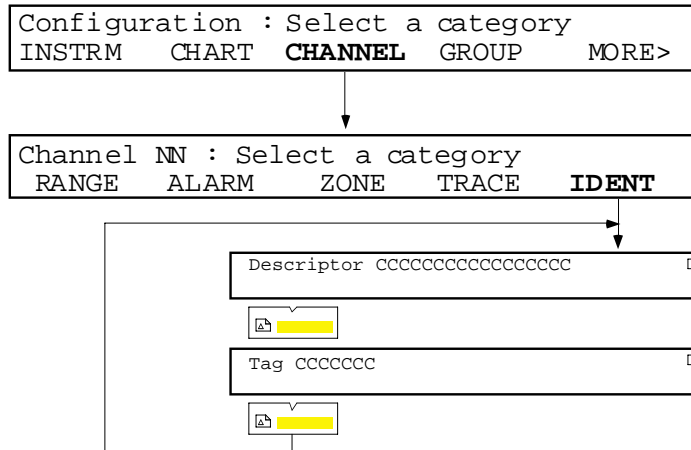 Configuration : Select a category
INSTRM CHART CHANNEL GROUP MORE>
Channel NN : Select a category
RANGE ALARM ZONE TRACE IDENT
Descriptor CCCCCCCCCCCCCCCCC
Tag CCCCCCC